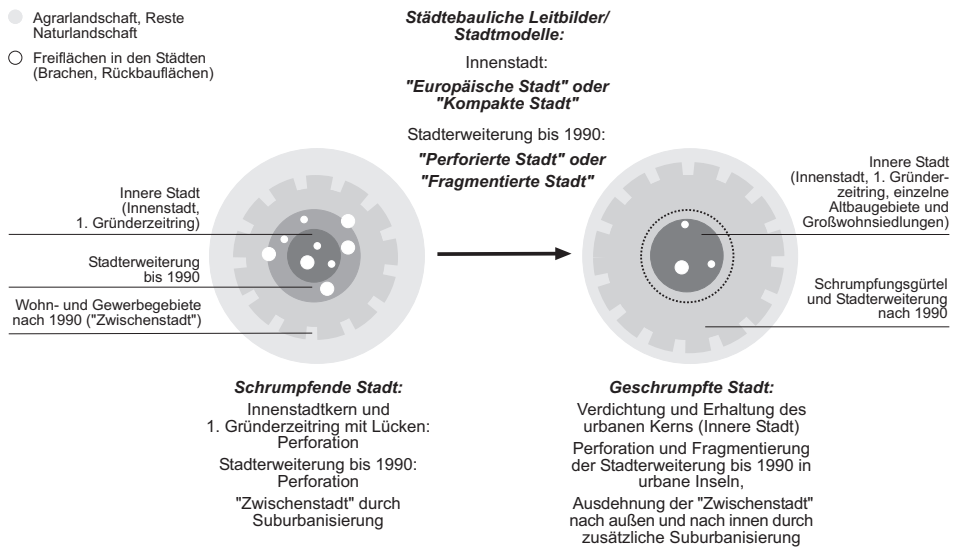 Agrarlandschaft, Reste
Naturlandschaft
Freiflächen in den Städten
(Brachen, Rückbauflächen)
Städtebauliche Leitbilder/
Stadtmodelle:
Innenstadt:
"Europäische Stadt" oder
"Kompakte Stadt"
Stadterweiterung bis 1990:
"Perforierte Stadt" oder
"Fragmentierte Stadt"
Innere Stadt
(Innenstadt,
1. Gründerzeitring)
Stadterweiterung
bis 1990
Wohn- und Gewerbegebiete
nach 1990 ("Zwischenstadt")
Innere Stadt
(Innenstadt, 1. Gründer-
zeitring, einzelne
Altbaugebiete und
Großwohnsiedlungen)
Schrumpfungsgürtel
und Stadterweiterung
nach 1990
Schrumpfende Stadt:
Innenstadtkern und
1. Gründerzeitring mit Lücken:
Perforation
Stadterweiterung bis 1990:
Perforation
"Zwischenstadt" durch
Suburbanisierung
Geschrumpfte Stadt:
Verdichtung und Erhaltung des
urbanen Kerns (Innere Stadt)
Perforation und Fragmentierung
der Stadterweiterung bis 1990 in
urbane Inseln,
Ausdehnung der "Zwischenstadt"
nach außen und nach innen durch
zusätzliche Suburbanisierung